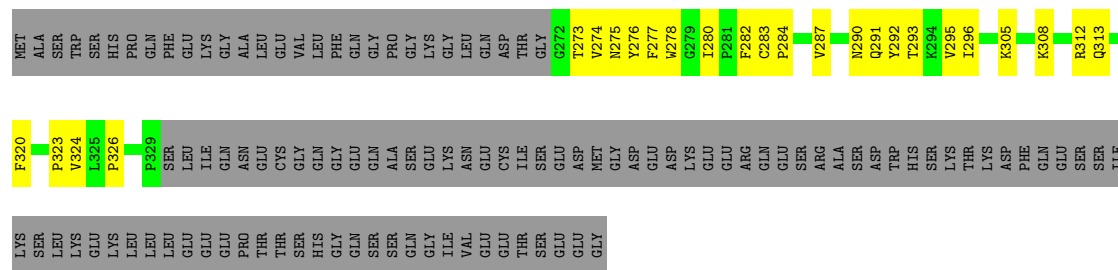 MET ALA SER TRP SER HIS PRO GLN PHE GLU LYS GLY ALA LEU GLU VAL LEU PHE GLN GLY PRO GLY LYS GLY LEU GLN ASP THR GLY G272 T273 V274 N275 Y276 F277 W278 G279 I280 P281 F282 C283 P284 V287 N290 Q291 Y292 T293 K294 V295 I296 K305 K308 R312 Q313
F320 P323 V324 L325 P326 P329 SER LEU ILE GLN ASN GLU CYS GLY GLN GLY GLU GLN ALA SER GLU LYS ASN GLU CYS ILE SER GLU ASP MET GLY ASP GLU ASP LYS GLU GLU ARG GLN GLU SER ARG ALA SER ASP TRP HIS SER LYS THR LYS ASP PHE GLN GLU SER SER ILE
LYS SER LEU LYS GLU LYS LEU LEU LEU GLU GLU GLU PRO THR THR SER HIS GLY GLN SER SER GLN GLY ILE VAL GLU GLU THR SER GLU GLU GLY